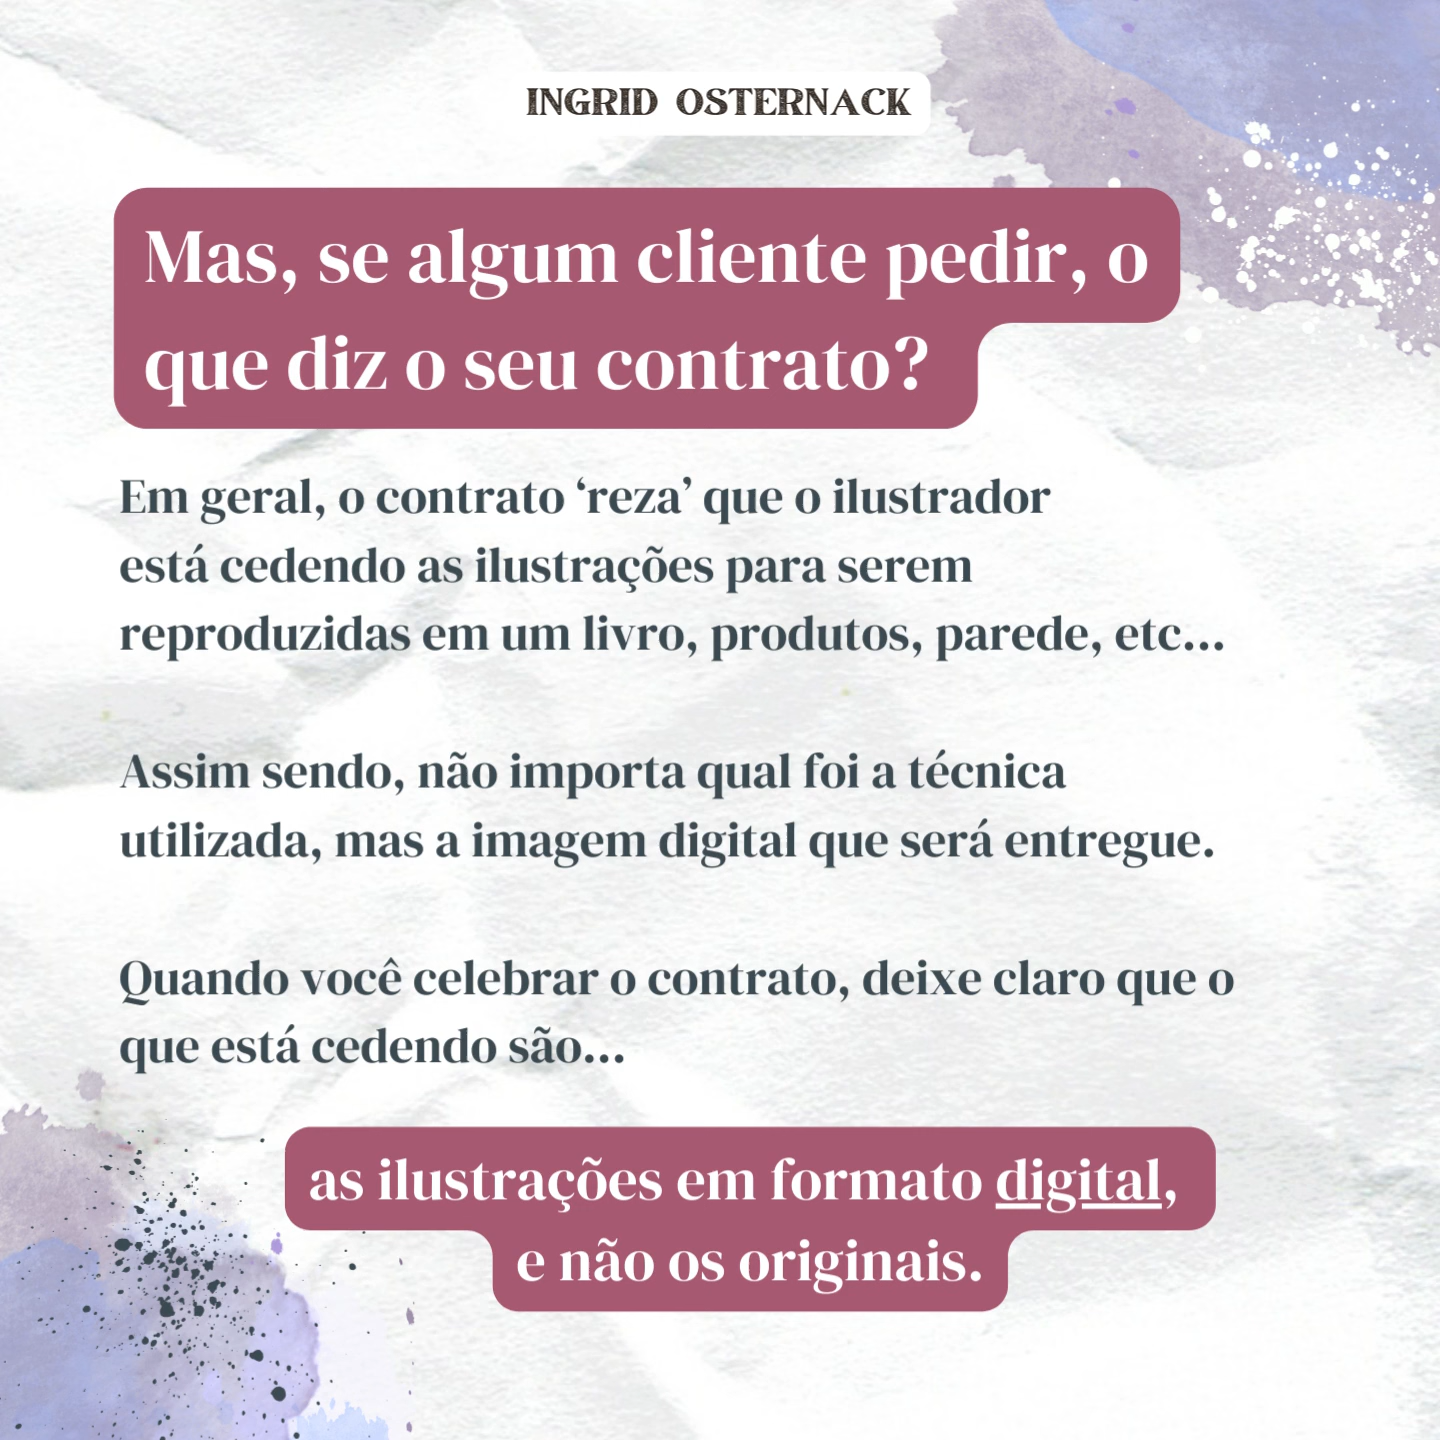 INGRID OSTERNACK
Mas, se algum cliente pedir, o
que diz o seu contrato?
Em geral, o contrato ‘reza’ que o ilustrador
está cedendo as ilustrações para serem
reproduzidas em um livro, produtos, parede, etc...
Assim sendo, não importa qual foi a técnica
utilizada, mas a imagem digital que será entregue.
Quando você celebrar o contrato, deixe claro que o
que está cedendo são...
as ilustrações em formato digital,
e não os originais.